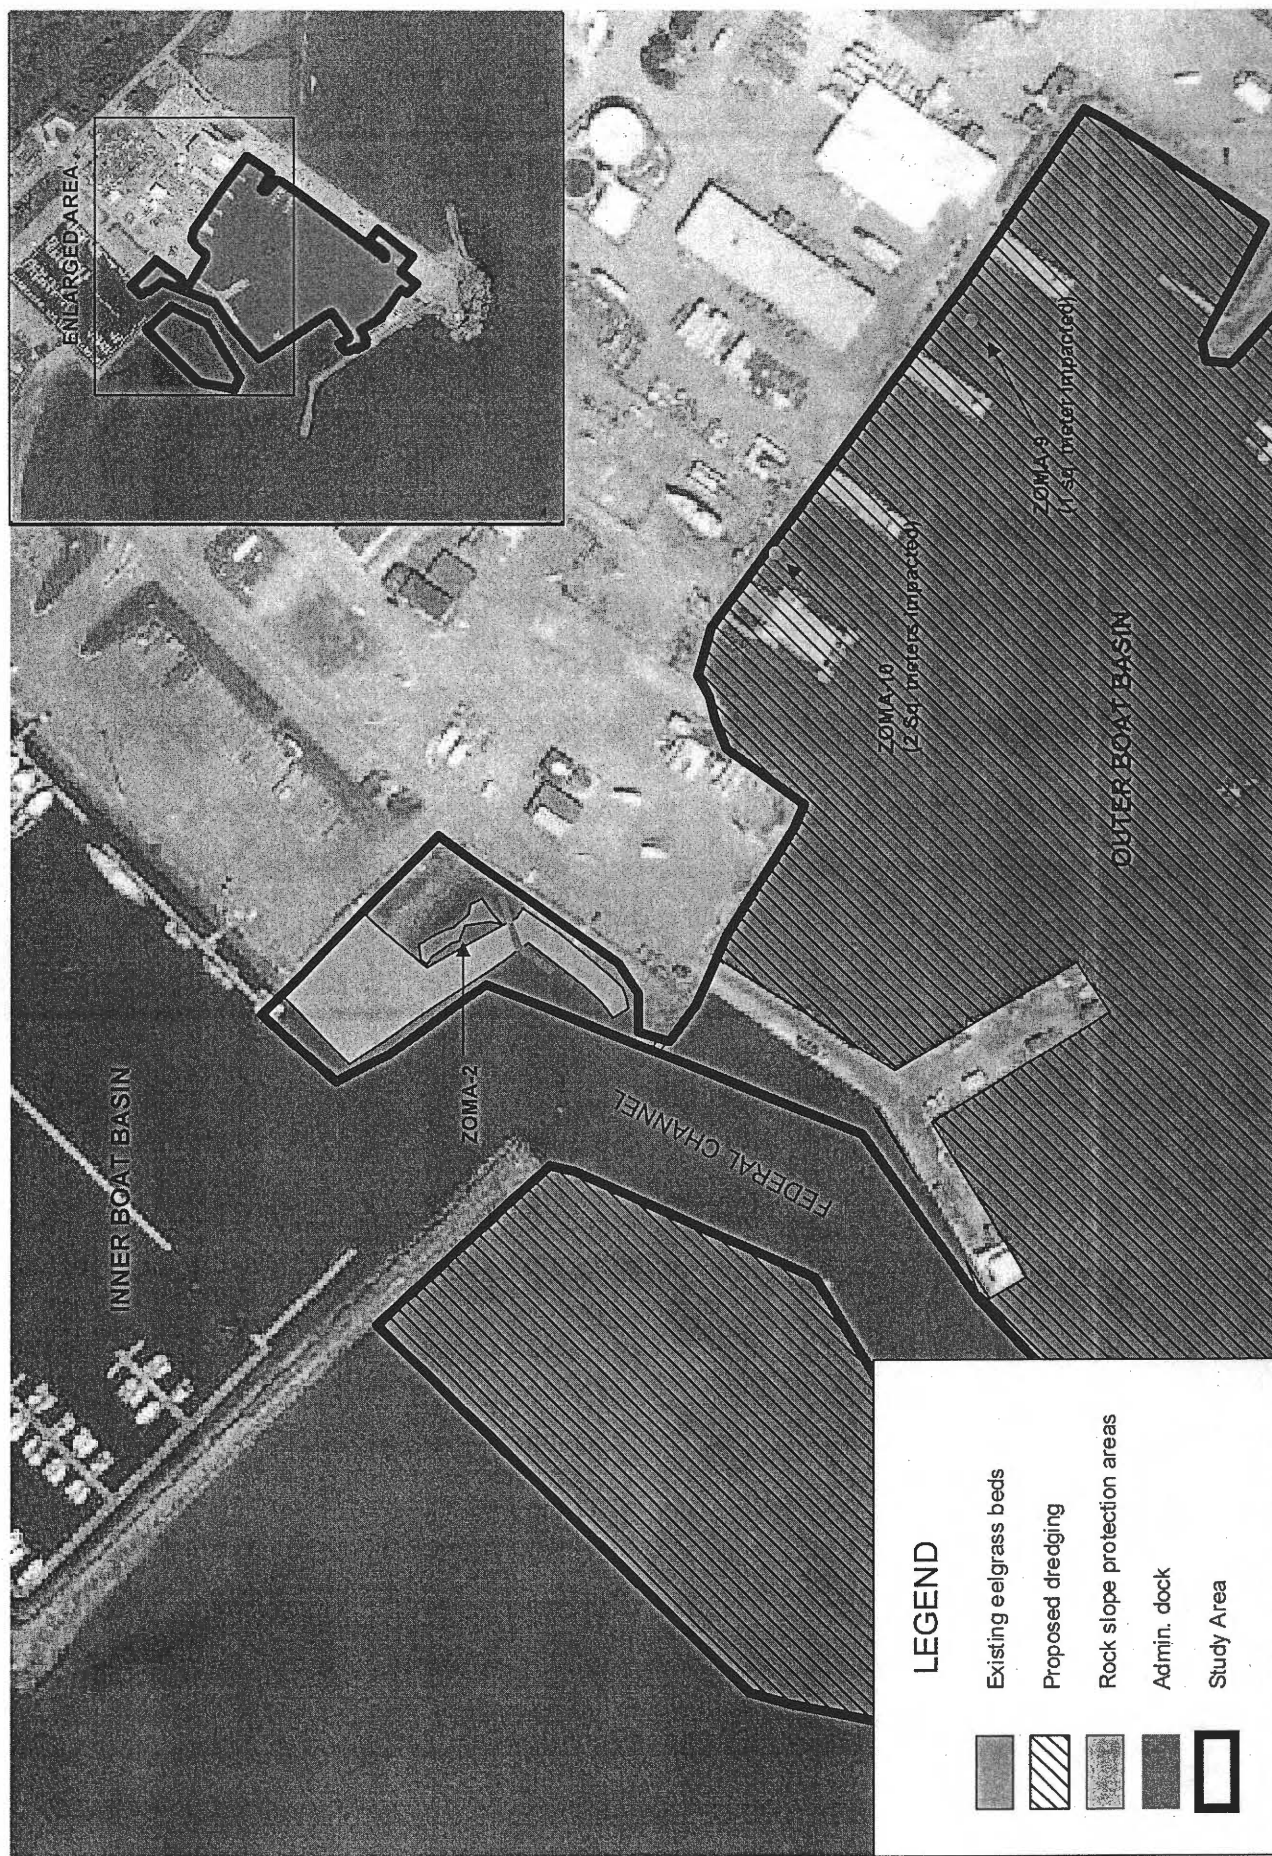 ENLARGED AREA
INNER BOAT BASIN
ZOMA-2
FEDERAL CHANNEL
ZOMA-10
(2 Sq. meters impacted)
ZOMA-9
(1 sq. meter impacted)
OUTER BOAT BASIN
LEGEND
Existing eelgrass beds
Proposed dredging
Rock slope protection areas
Admin. dock
Study Area